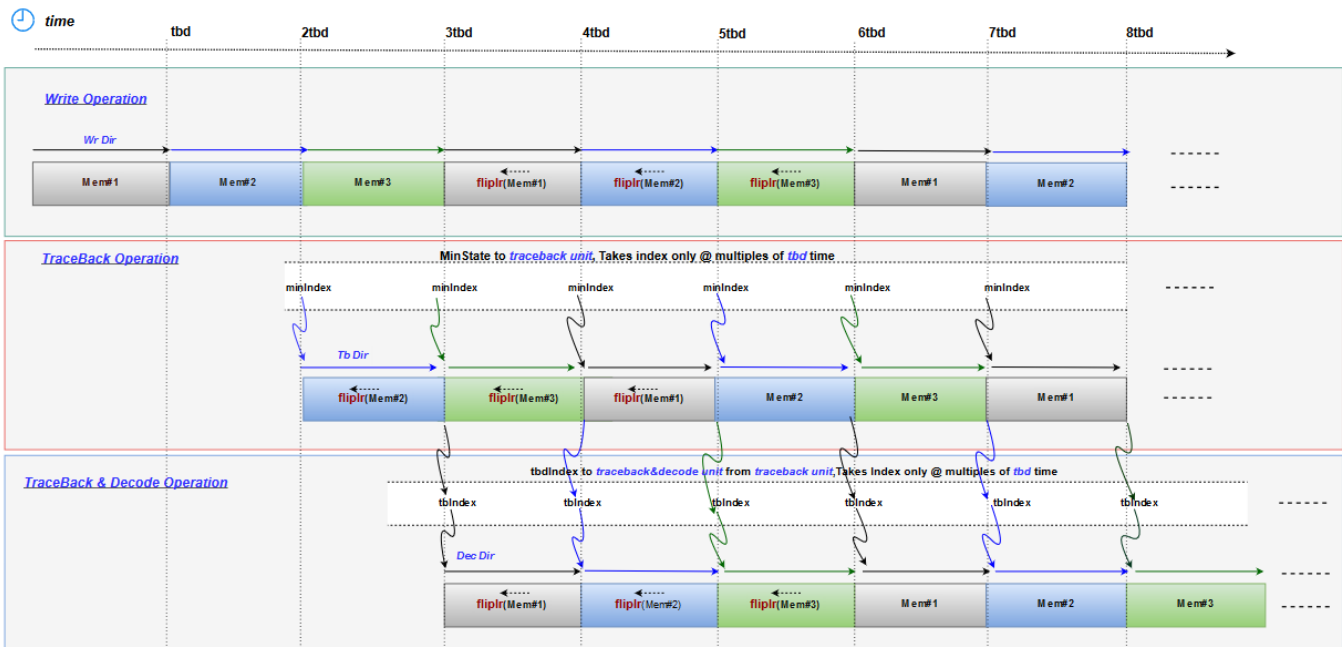 time
tbd 2tbd 3tbd 4tbd 5tbd 6tbd 7tbd 8tbd
Write Operation
Wr Dir
Mem#1 Mem#2 Mem#3 fliplr(Mem#1) fliplr(Mem#2) fliplr(Mem#3) Mem#1 Mem#2
TraceBack Operation
MinState to traceback unit, Takes index only @ multiples of tbd time
minIndex minIndex minIndex minIndex minIndex minIndex
Tb Dir
fliplr(Mem#2) fliplr(Mem#3) fliplr(Mem#1) Mem#2 Mem#3 Mem#1
TraceBack & Decode Operation
tbdIndex to traceback&decode unit from traceback unit,Takes Index only @ multiples of tbd time
tbIndex tbIndex tbIndex tbIndex tbIndex tbIndex
Dec Dir
fliplr(Mem#1) fliplr(Mem#2) fliplr(Mem#3) Mem#1 Mem#2 Mem#3